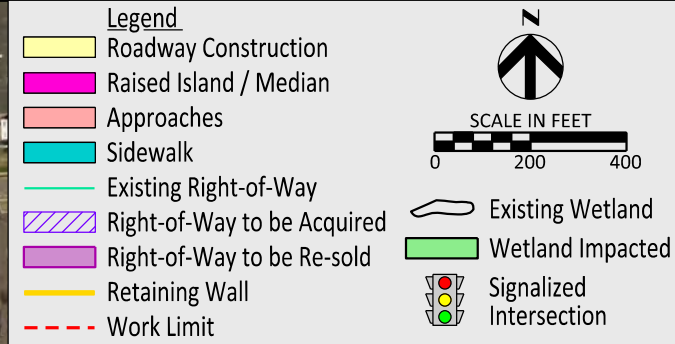 Legend
Roadway Construction
Raised Island / Median
Approaches
Sidewalk
Existing Right-of-Way
Right-of-Way to be Acquired
Right-of-Way to be Re-sold
Retaining Wall
Work Limit
N
SCALE IN FEET
0 200 400
Existing Wetland
Wetland Impacted
Signalized
Intersection